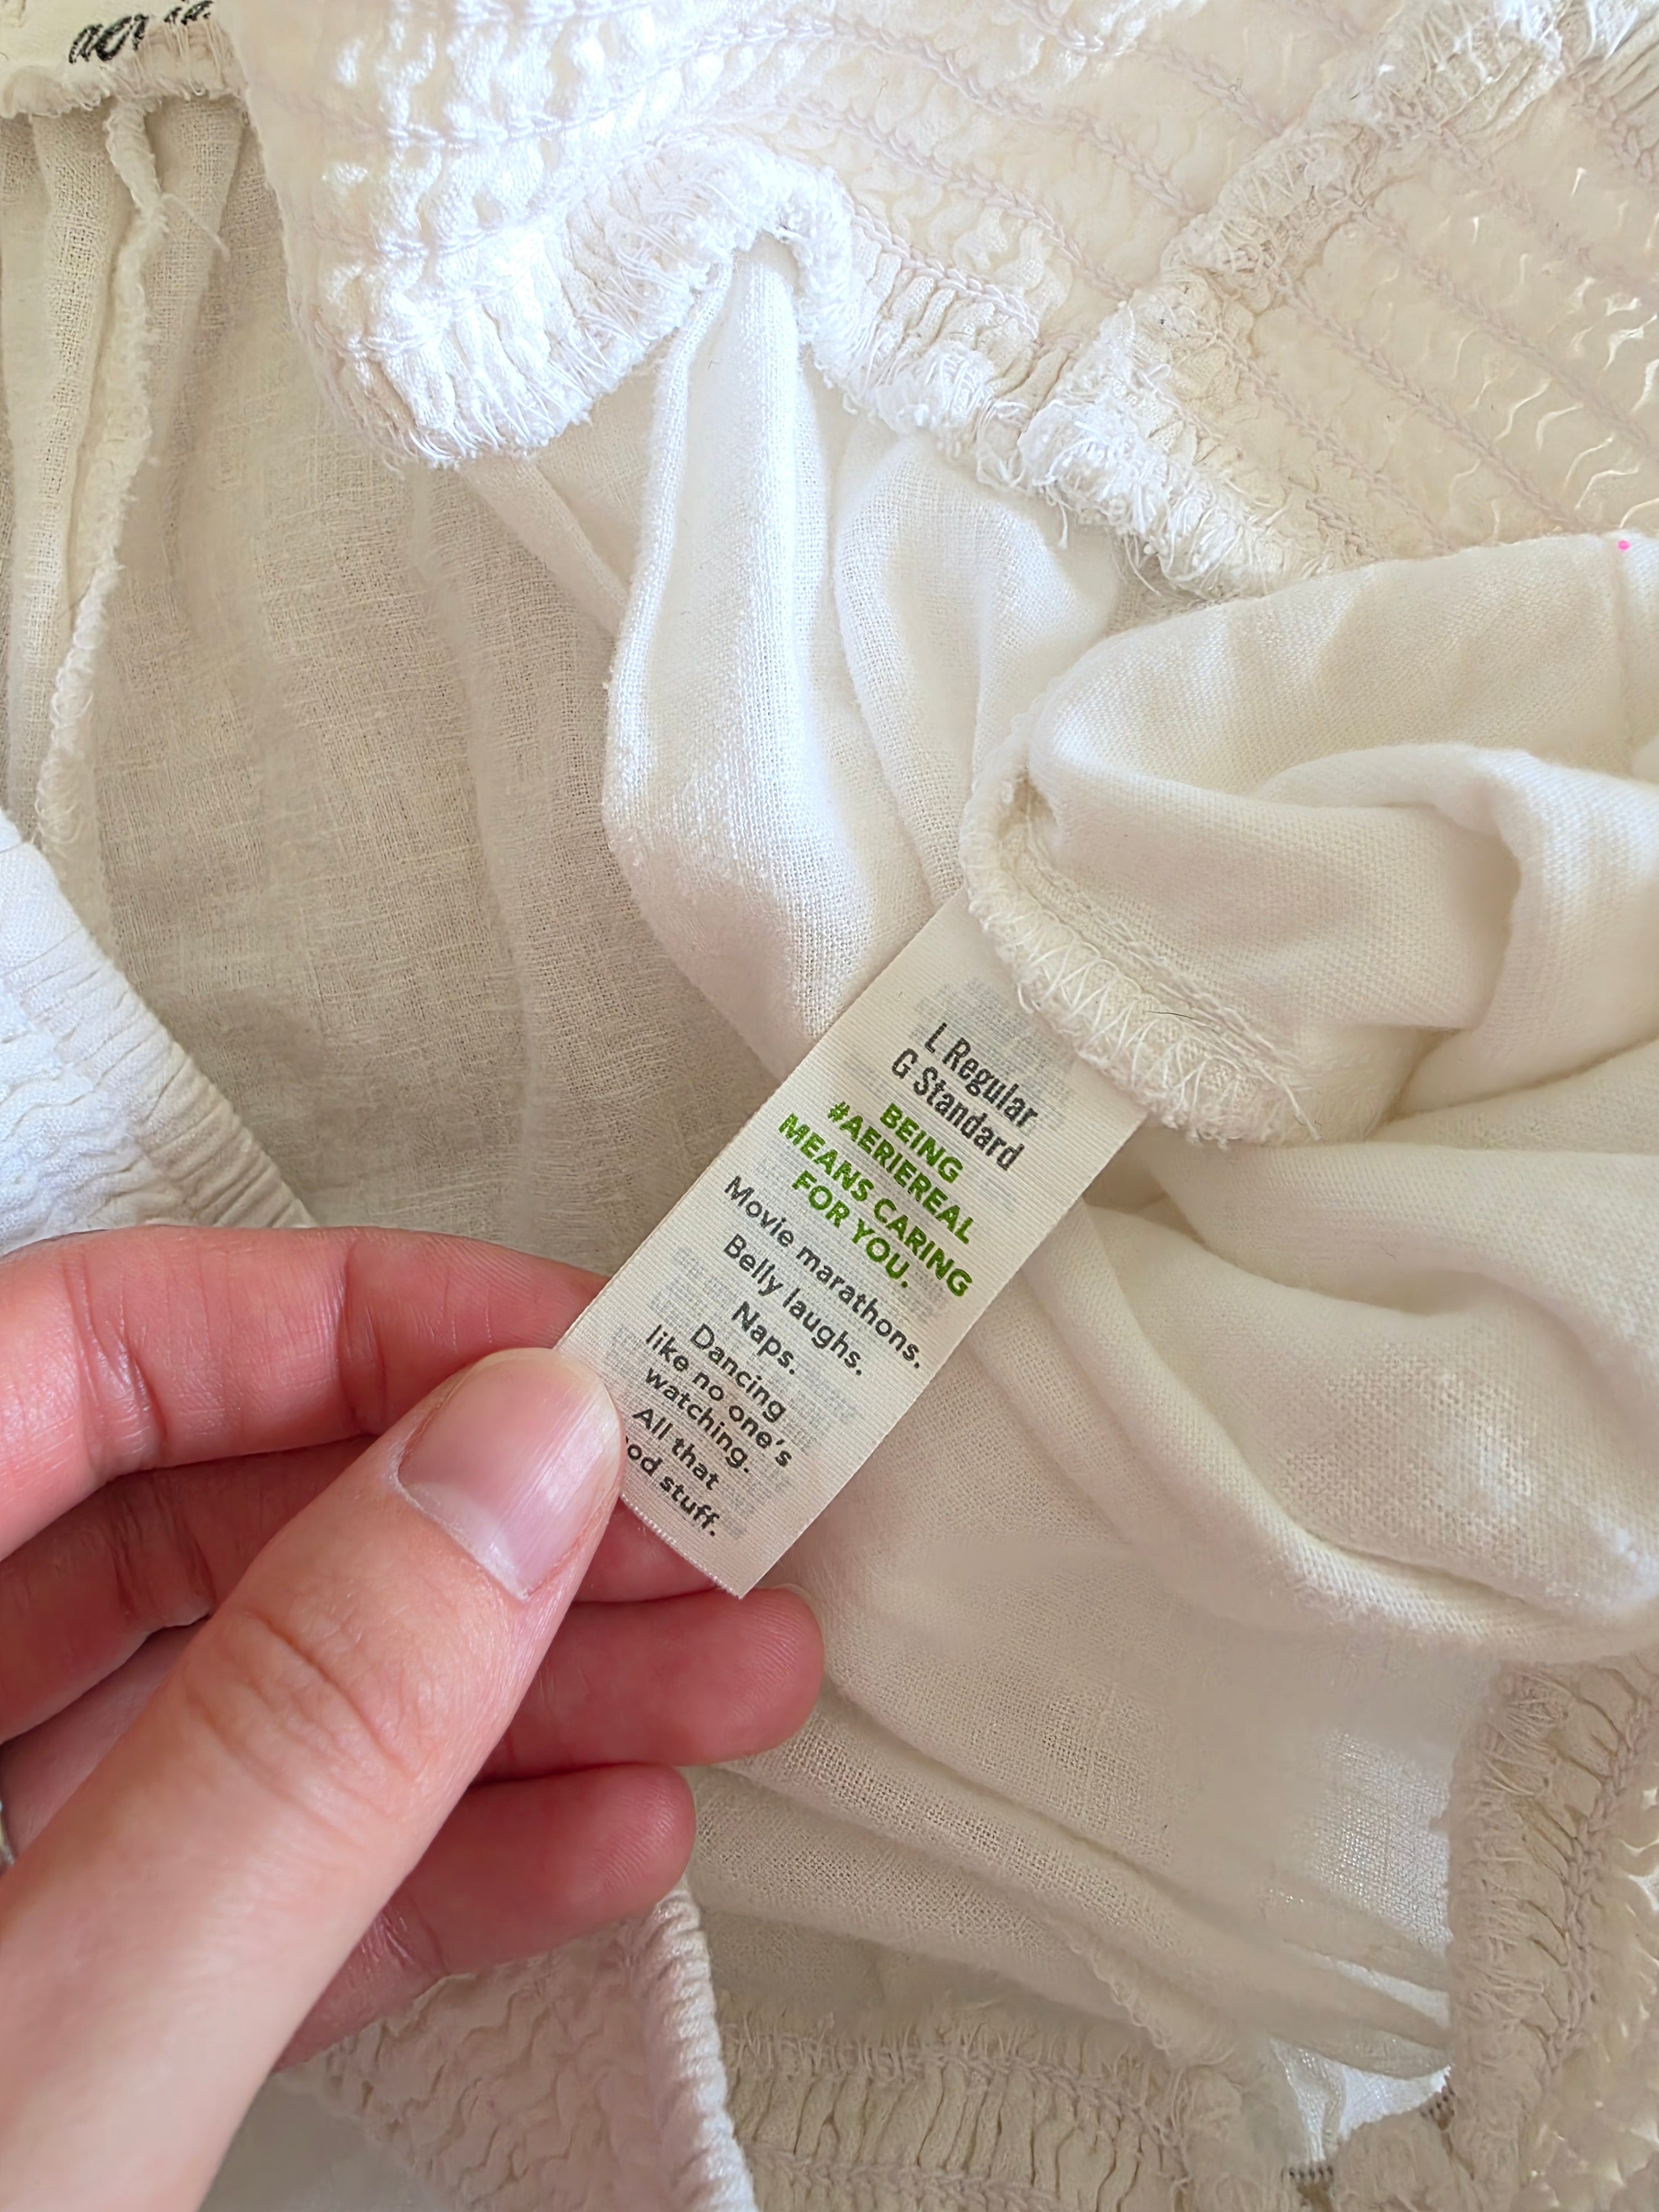 aerie
L Regular
G Standard
BEING
#AERIEREAL
MEANS CARING
FOR YOU.
Movie marathons.
Belly laughs.
Naps.
Dancing
like no one's
watching.
All that
stuff.